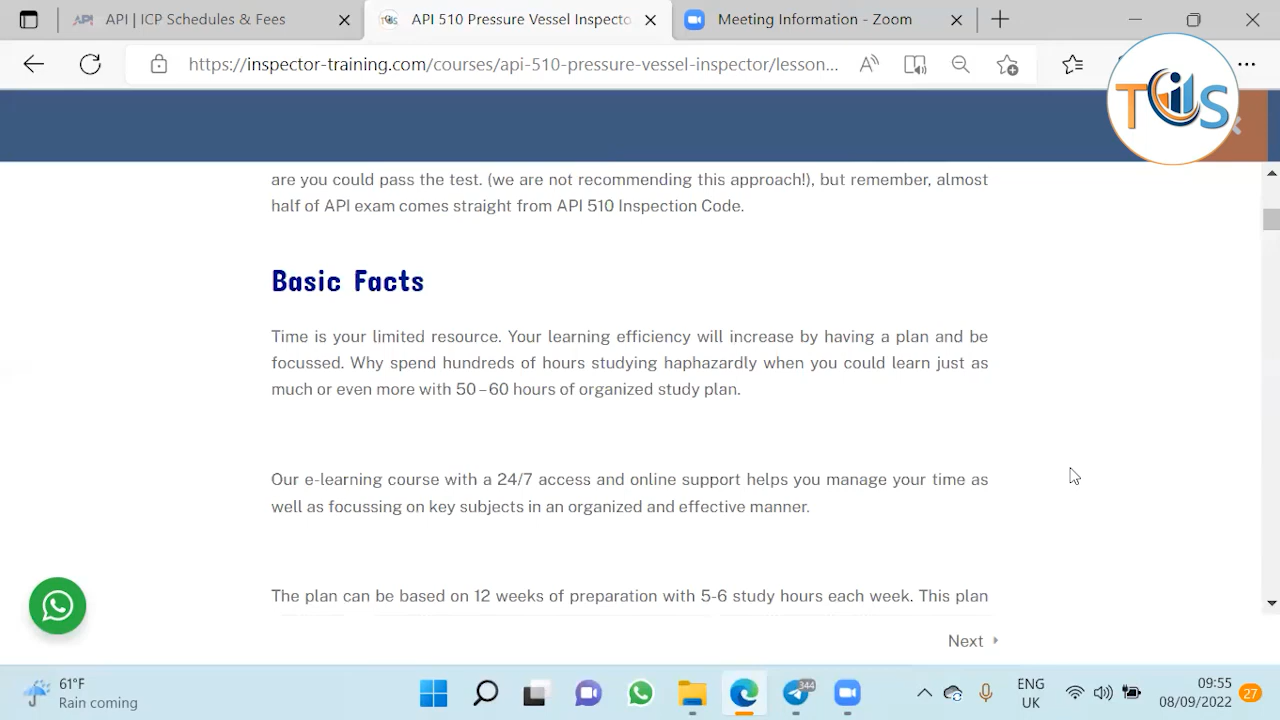 API | ICP Schedules & Fees
API 510 Pressure Vessel Inspecto
Meeting Information - Zoom
https://inspector-training.com/courses/api-510-pressure-vessel-inspector/lesson...
TIS
are you could pass the test. (we are not recommending this approach!), but remember, almost
half of API exam comes straight from API 510 Inspection Code.
Basic Facts
Time is your limited resource. Your learning efficiency will increase by having a plan and be
focussed. Why spend hundreds of hours studying haphazardly when you could learn just as
much or even more with 50 – 60 hours of organized study plan.
Our e-learning course with a 24/7 access and online support helps you manage your time as
well as focussing on key subjects in an organized and effective manner.
The plan can be based on 12 weeks of preparation with 5-6 study hours each week. This plan
Next
61°F
Rain coming
344
ENG
UK
09:55
08/09/2022
27